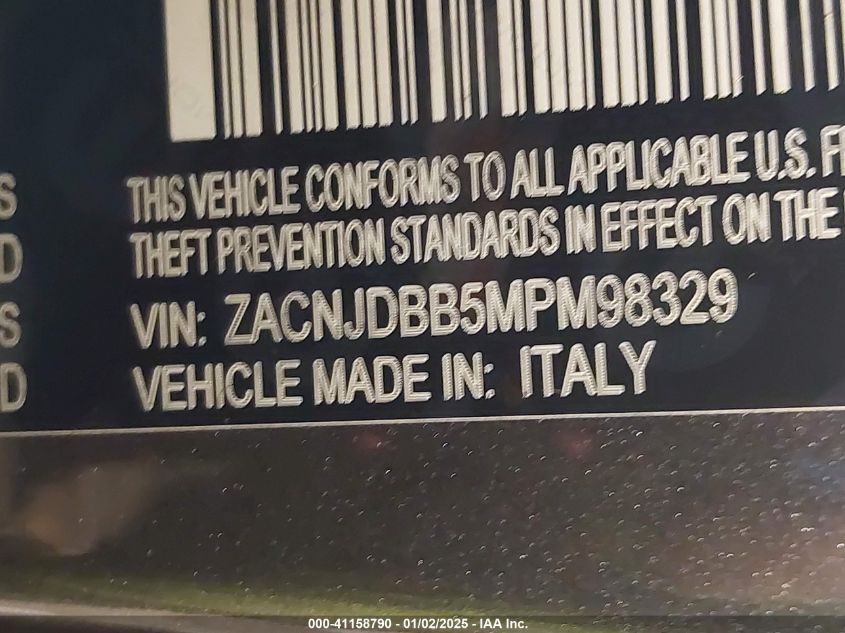 S
THIS VEHICLE CONFORMS TO ALL APPLICABLE U.S. F
D
THEFT PREVENTION STANDARDS IN EFFECT ON THE
S
VIN: ZACNJDBB5MPM98329
D
VEHICLE MADE IN: ITALY
000-41158790 - 01/02/2025 - IAA Inc.